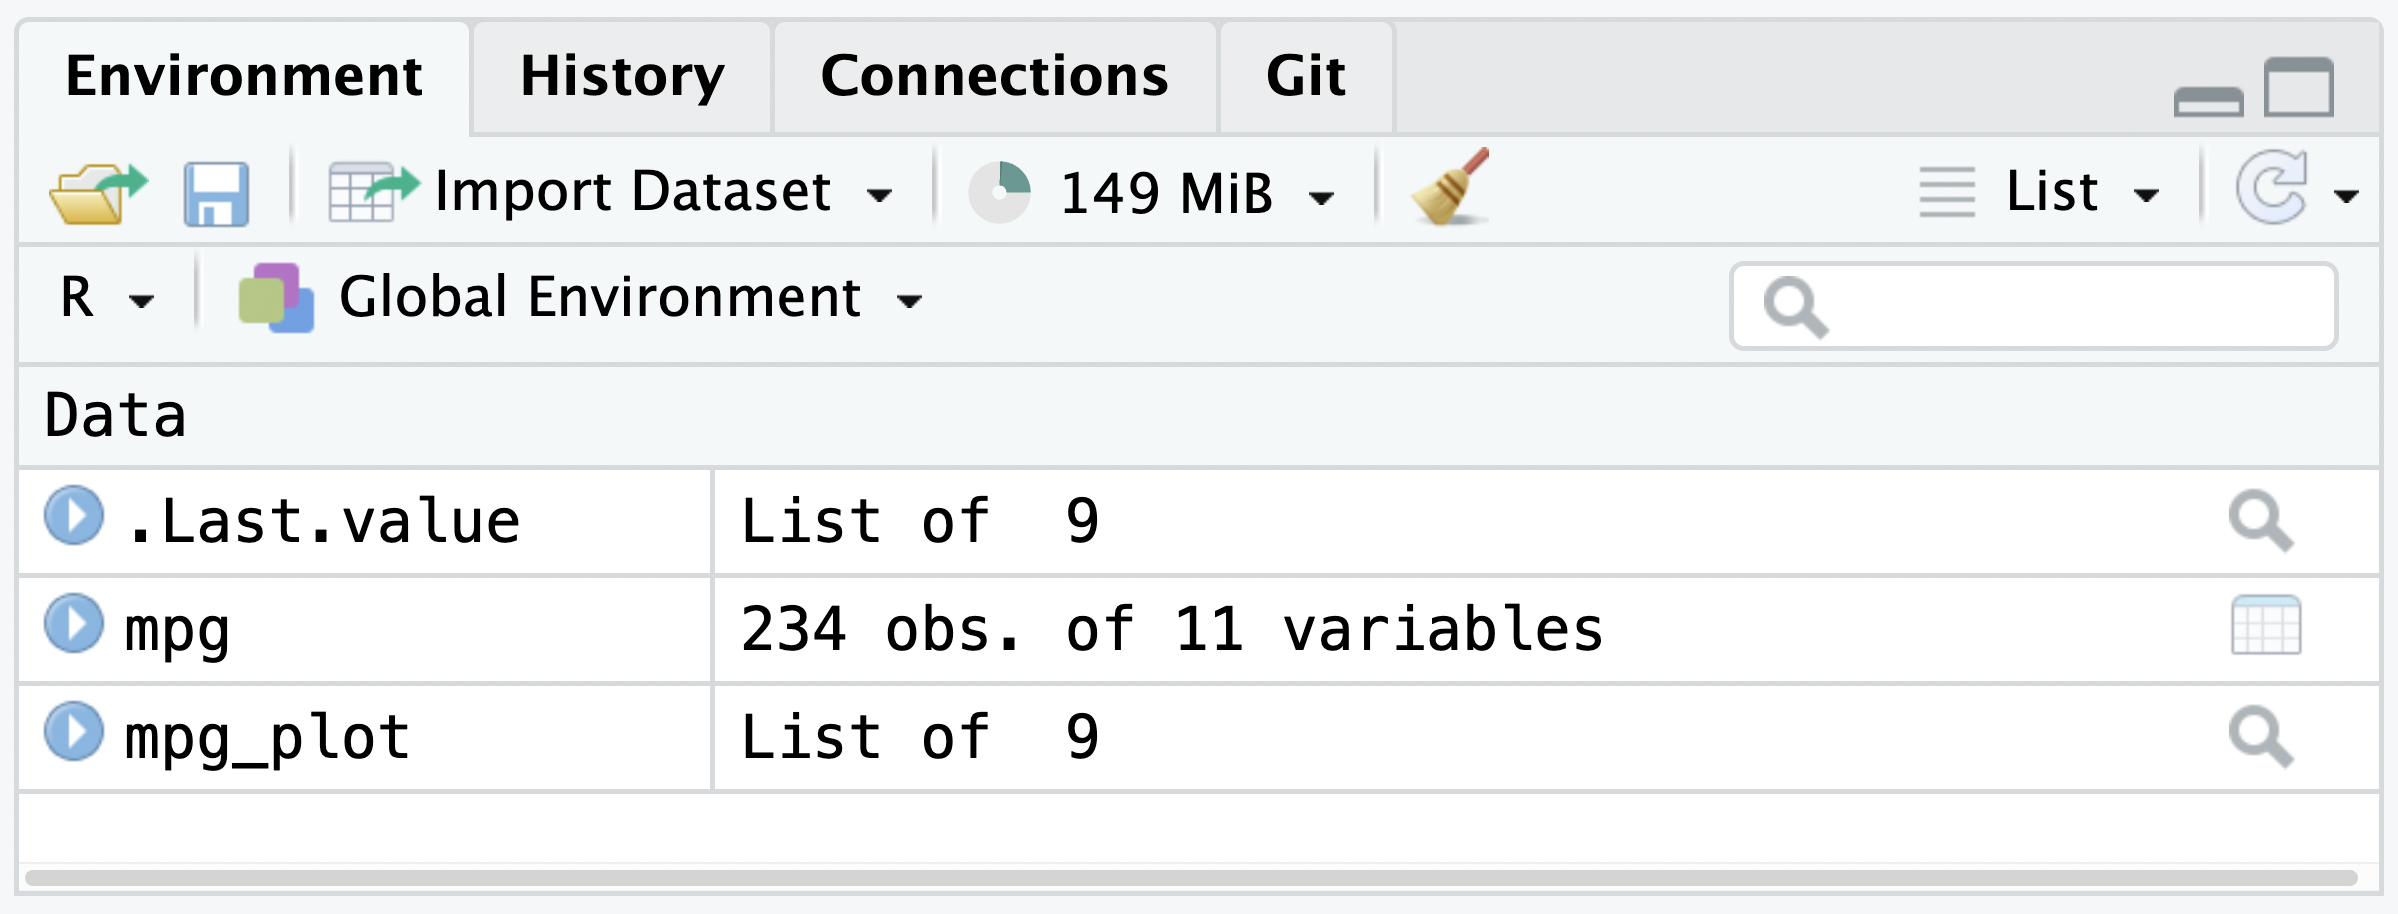 Environment History Connections Git
Import Dataset 149 MiB List
R Global Environment
Data
.Last.value List of  9
mpg 234 obs. of 11 variables
mpg_plot List of  9